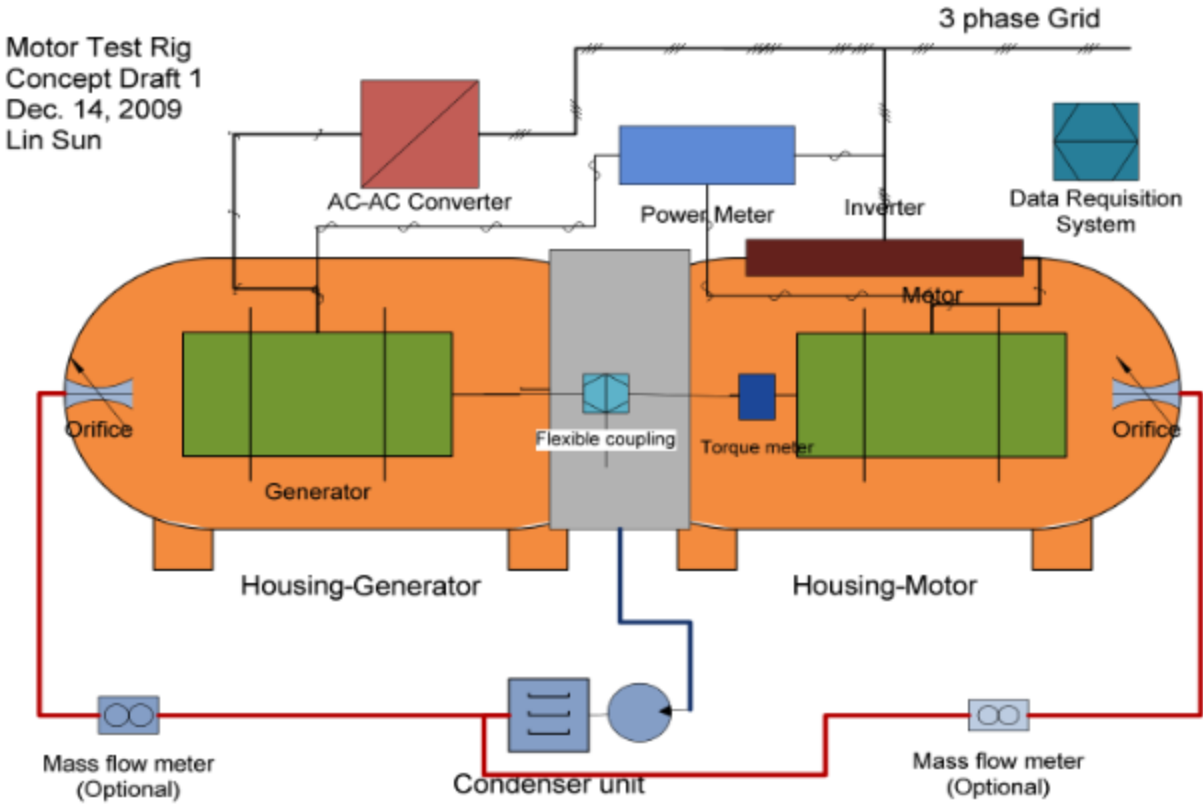 3 phase Grid
Motor Test Rig
Concept Draft 1
Dec. 14, 2009
Lin Sun
AC-AC Converter
Power Meter
Inverter
Data Requisition
System
Motor
Orifice
Flexible coupling
Torque meter
Orifice
Generator
Housing-Generator
Housing-Motor
Mass flow meter
(Optional)
Condenser unit
Mass flow meter
(Optional)